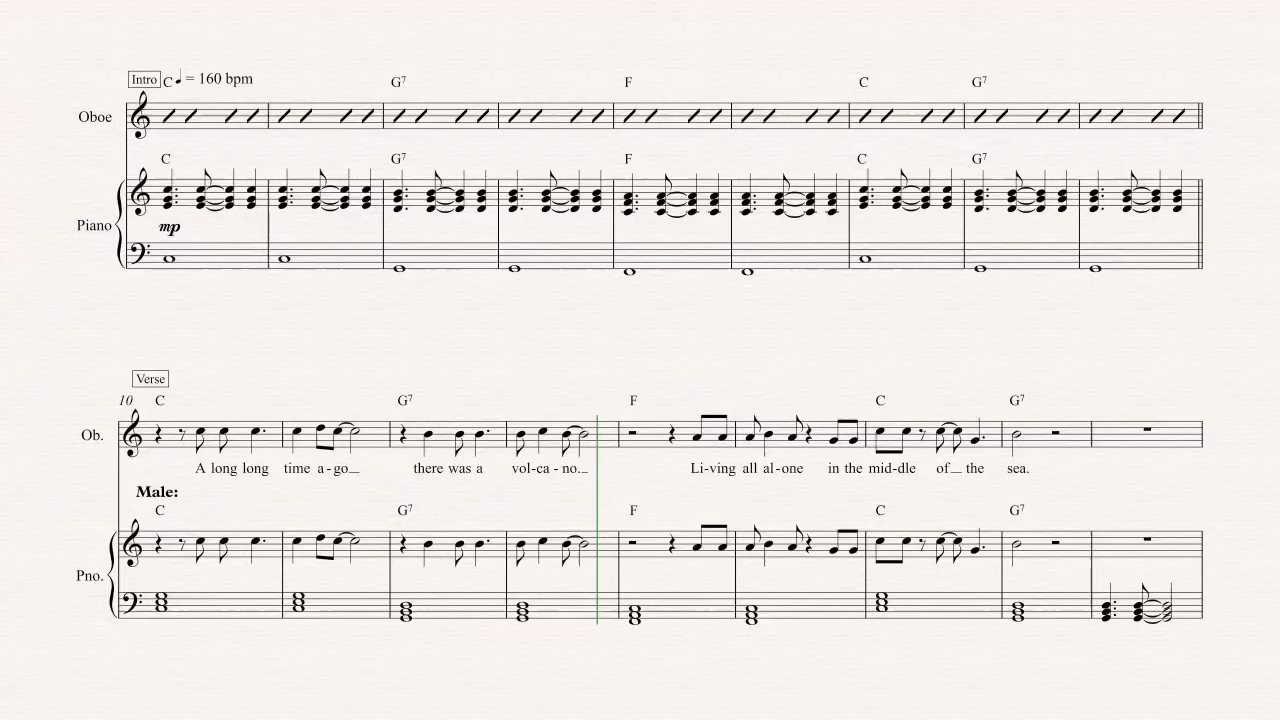 Intro C ♩ = 160 bpm G7 F C G7
Oboe
C G7 F C G7
Piano
mp
Verse
10 C G7 F C G7
Ob.
A long long time a-go there was a vol-ca-no. Li-ving all al-one in the mid-dle of the sea.
Male:
C G7 F C G7
Pno.